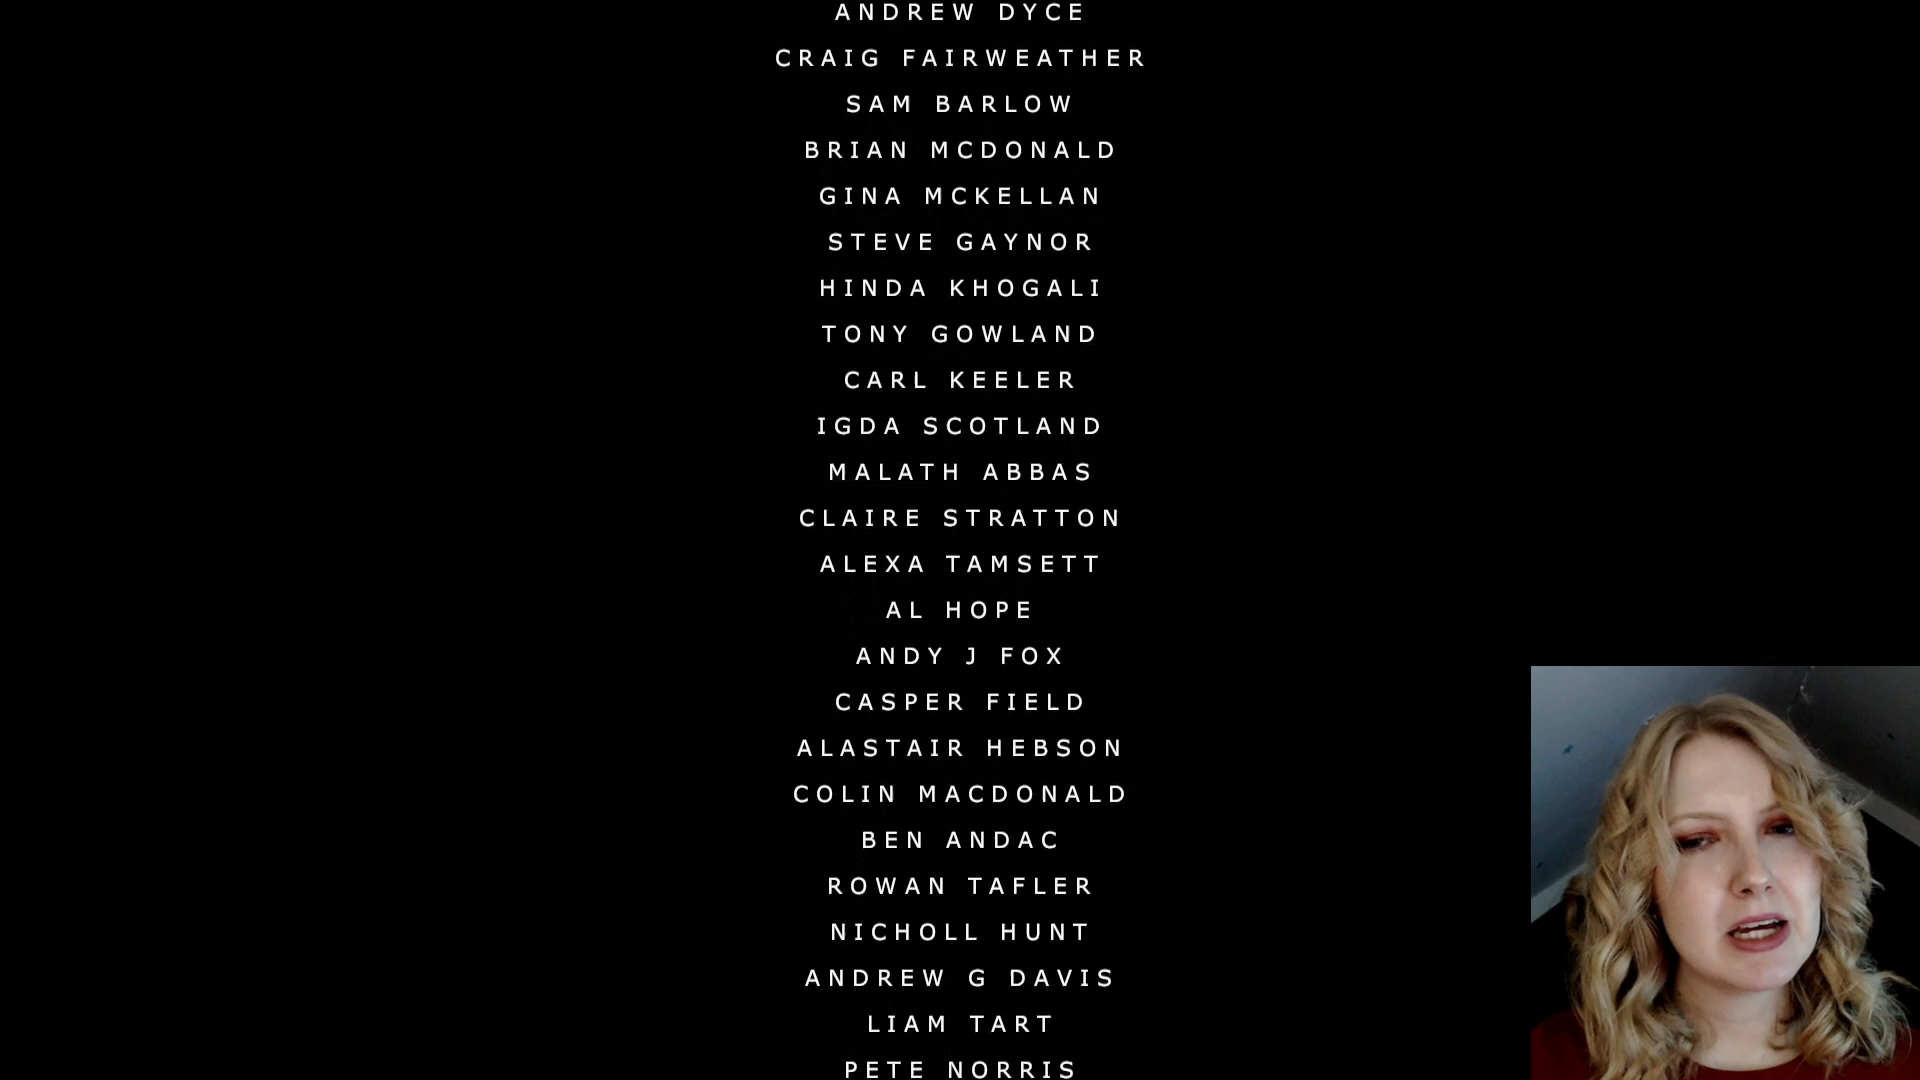 ANDREW DYCE
CRAIG FAIRWEATHER
SAM BARLOW
BRIAN MCDONALD
GINA MCKELLAN
STEVE GAYNOR
HINDA KHOGALI
TONY GOWLAND
CARL KEELER
IGDA SCOTLAND
MALATH ABBAS
CLAIRE STRATTON
ALEXA TAMSETT
AL HOPE
ANDY J FOX
CASPER FIELD
ALASTAIR HEBSON
COLIN MACDONALD
BEN ANDAC
ROWAN TAFLER
NICHOLL HUNT
ANDREW G DAVIS
LIAM TART
PETE NORRIS